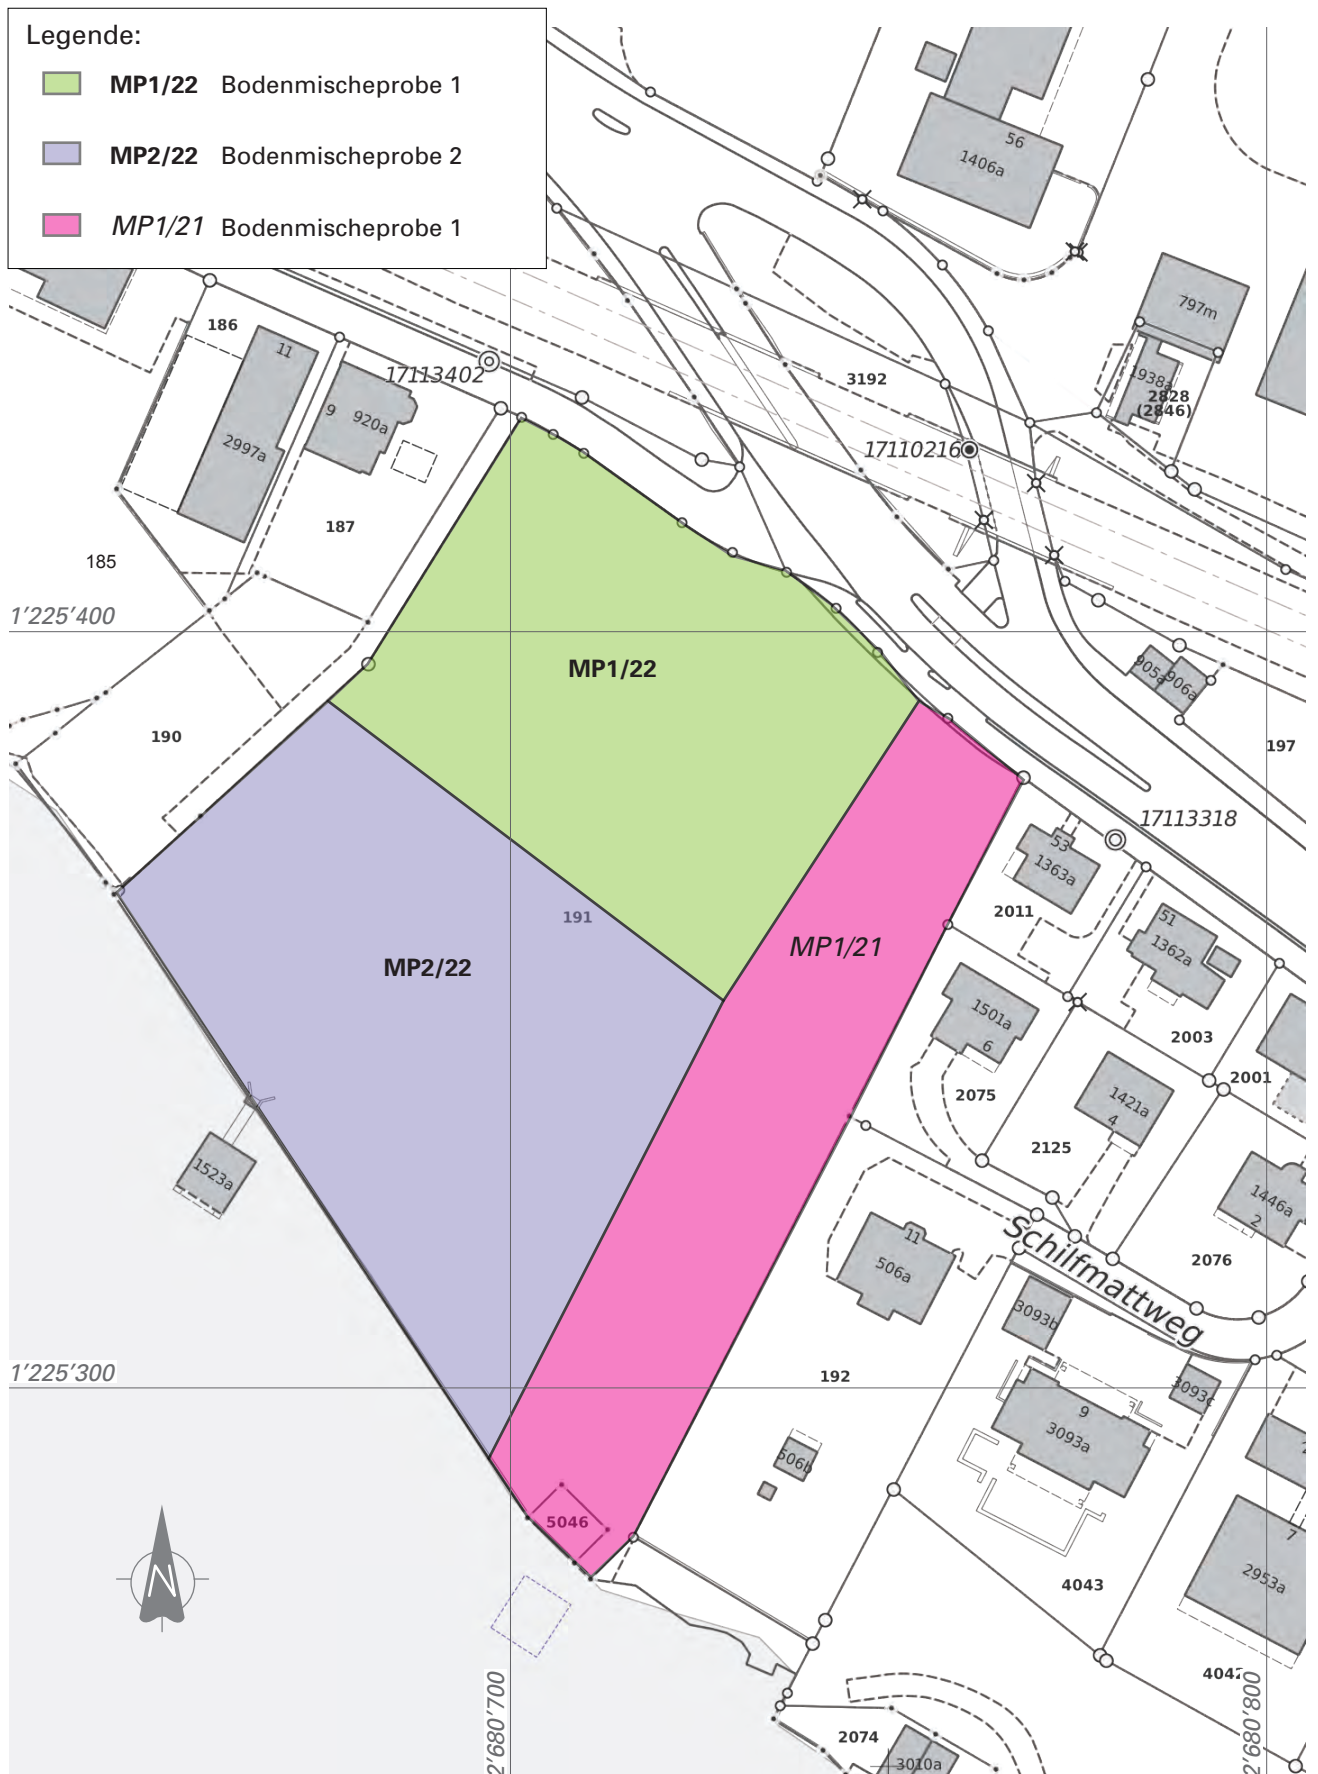 Legende:
MP1/22 Bodenmischeprobe 1
MP2/22 Bodenmischeprobe 2
MP1/21 Bodenmischeprobe 1
56
1406a
797m
1938a
2828
(2846)
186
11
2997a
9
920a
17113402
3192
17110216
187
185
1'225'400
MP1/22
905a
906a
190
197
17113318
53
1363a
2011
191
51
1362a
MP1/21
MP2/22
1501a
6
2003
2001
2075
1421a
4
2125
1523a
1446a
2
2076
11
506a
Schilfmattweg
3093b
1'225'300
192
3093c
9
3093a
506b
5046
7
2953a
4043
4042
2'680'700
2'680'800
2074
3010a
N